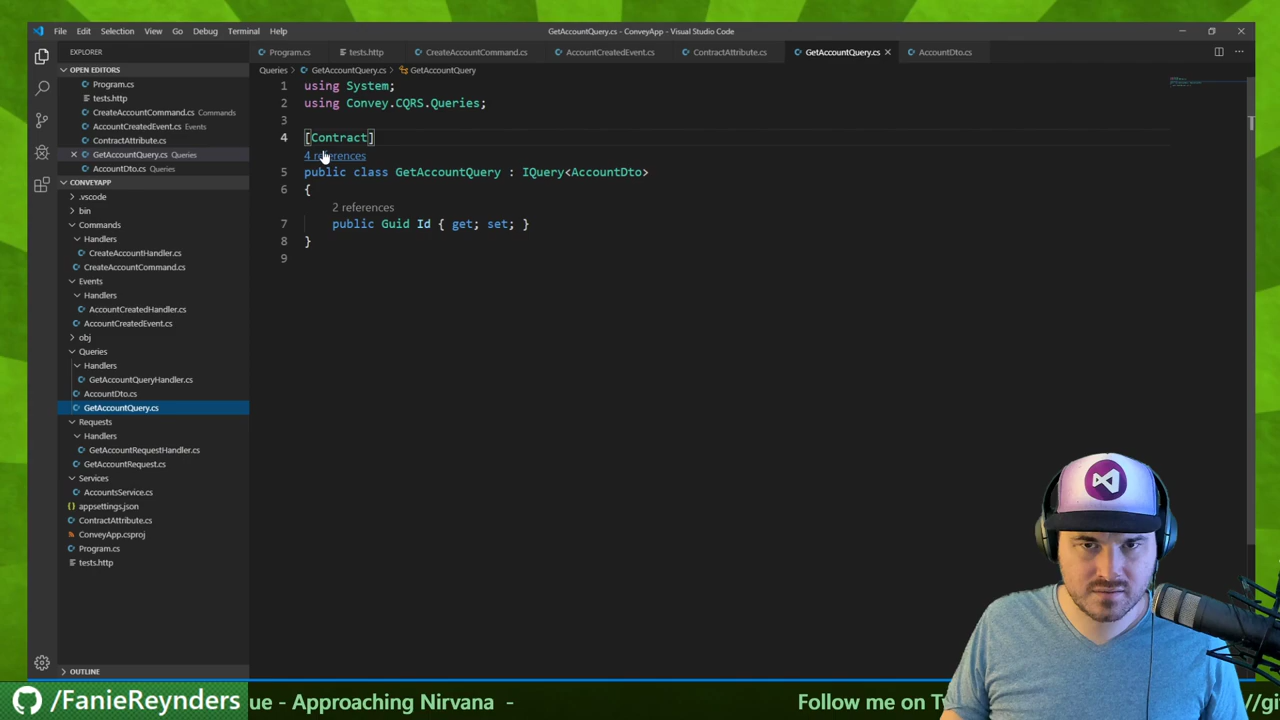 File Edit Selection View Go Debug Terminal Help
GetAccountQuery.cs - ConveyApp - Visual Studio Code
EXPLORER
OPEN EDITORS
Program.cs
tests.http
CreateAccountCommand.cs Commands
AccountCreatedEvent.cs Events
ContractAttribute.cs
GetAccountQuery.cs Queries
AccountDto.cs Queries
CONVEYAPP
.vscode
bin
Commands
Handlers
CreateAccountHandler.cs
CreateAccountCommand.cs
Events
Handlers
AccountCreatedHandler.cs
AccountCreatedEvent.cs
obj
Queries
Handlers
GetAccountQueryHandler.cs
AccountDto.cs
GetAccountQuery.cs
Requests
Handlers
GetAccountRequestHandler.cs
GetAccountRequest.cs
Services
AccountsService.cs
appsettings.json
ContractAttribute.cs
ConveyApp.csproj
Program.cs
tests.http
OUTLINE
Program.cs tests.http CreateAccountCommand.cs AccountCreatedEvent.cs ContractAttribute.cs GetAccountQuery.cs AccountDto.cs
Queries > GetAccountQuery.cs > GetAccountQuery
1 using System;
2 using Convey.CQRS.Queries;
3
4 [Contract]
4 references
5 public class GetAccountQuery : IQuery<AccountDto>
6 {
2 references
7 public Guid Id { get; set; }
8 }
9
/FanieReynders
ue - Approaching Nirvana -
Follow me on